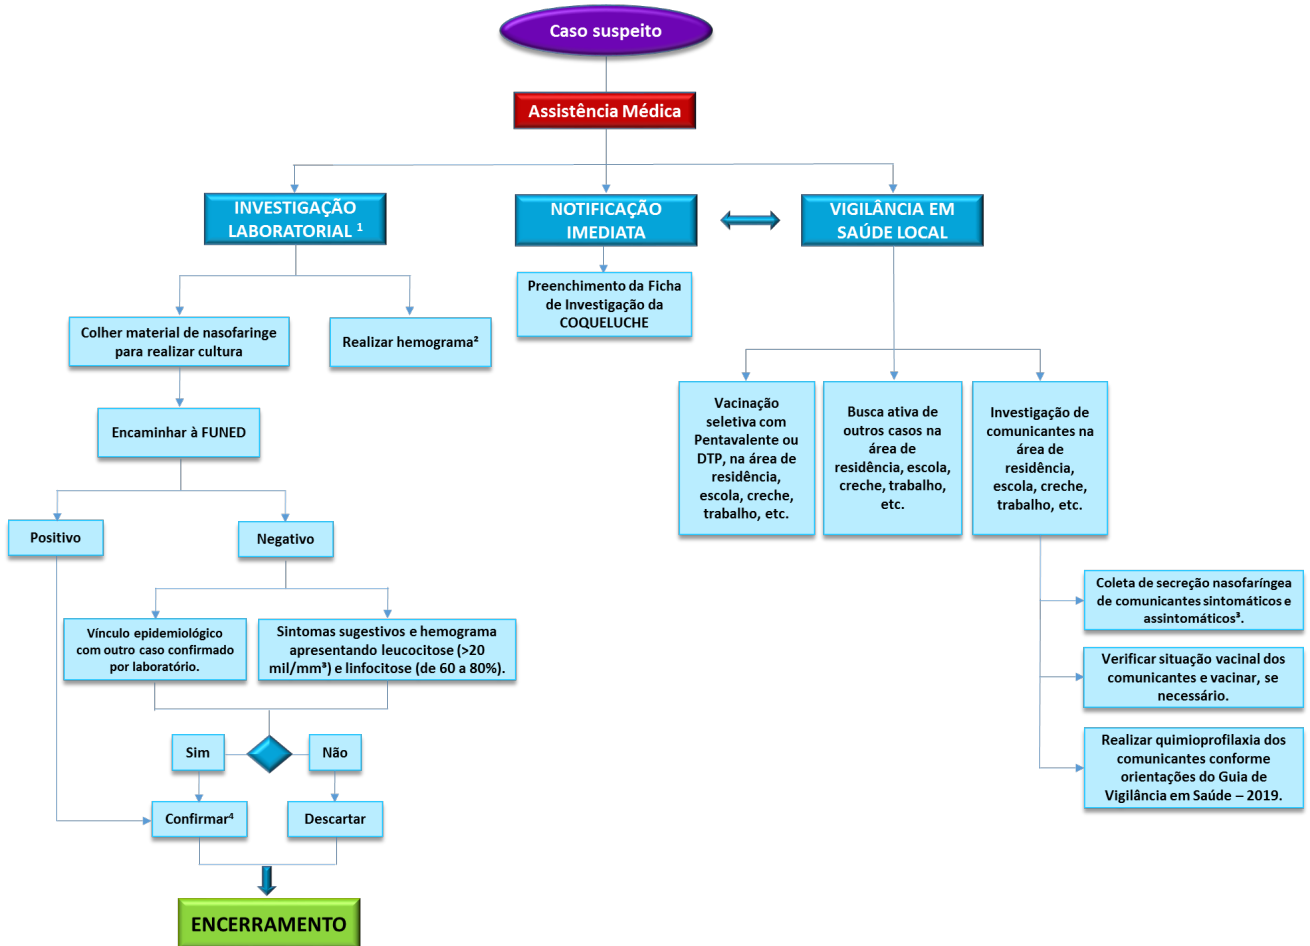 Caso suspeito
Assistência Médica
INVESTIGAÇÃO
LABORATORIAL ¹
NOTIFICAÇÃO
IMEDIATA
VIGILÂNCIA EM
SAÚDE LOCAL
Preenchimento da Ficha
de Investigação da
COQUELUCHE
Colher material de nasofaringe
para realizar cultura
Realizar hemograma²
Encaminhar à FUNED
Positivo
Negativo
Vínculo epidemiológico
com outro caso confirmado
por laboratório.
Sintomas sugestivos e hemograma
apresentando leucocitose (>20
mil/mm³) e linfocitose (de 60 a 80%).
Sim
Não
Confirmar⁴
Descartar
ENCERRAMENTO
Vacinação
seletiva com
Pentavalente ou
DTP, na área de
residência,
escola, creche,
trabalho, etc.
Busca ativa de
outros casos na
área de
residência, escola,
creche, trabalho,
etc.
Investigação de
comunicantes na
área de
residência,
escola, creche,
trabalho, etc.
Coleta de secreção nasofaríngea
de comunicantes sintomáticos e
assintomáticos³.
Verificar situação vacinal dos
comunicantes e vacinar, se
necessário.
Realizar quimioprofilaxia dos
comunicantes conforme
orientações do Guia de
Vigilância em Saúde – 2019.